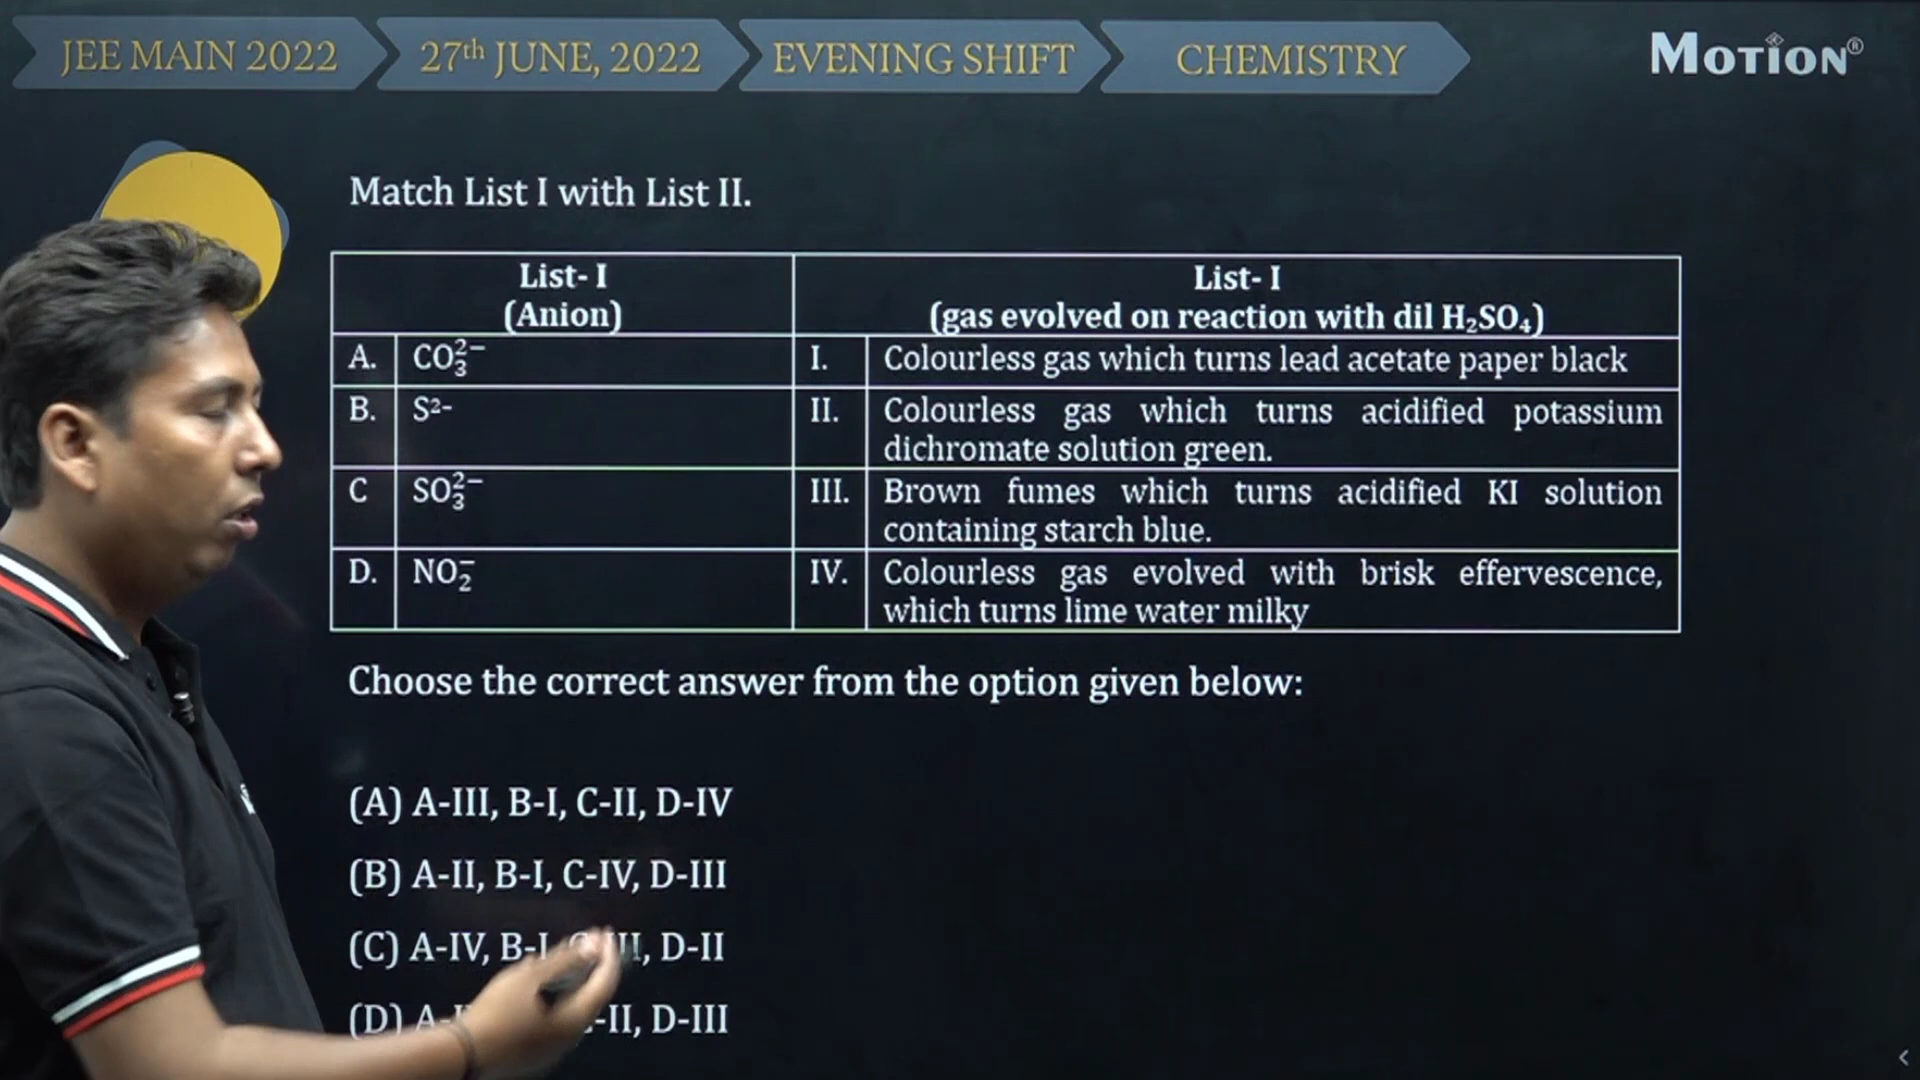 JEE MAIN 2022
27th JUNE, 2022
EVENING SHIFT
CHEMISTRY
MOTION®
Match List I with List II.
List- I
(Anion)
List- I
(gas evolved on reaction with dil H₂SO₄)
A. CO₃²⁻ I. Colourless gas which turns lead acetate paper black
B. S²⁻ II. Colourless gas which turns acidified potassium
dichromate solution green.
C SO₃²⁻ III. Brown fumes which turns acidified KI solution
containing starch blue.
D. NO₂⁻ IV. Colourless gas evolved with brisk effervescence,
which turns lime water milky
Choose the correct answer from the option given below:
(A) A-III, B-I, C-II, D-IV
(B) A-II, B-I, C-IV, D-III
(C) A-IV, B-I, D-II
(D) -II, D-III